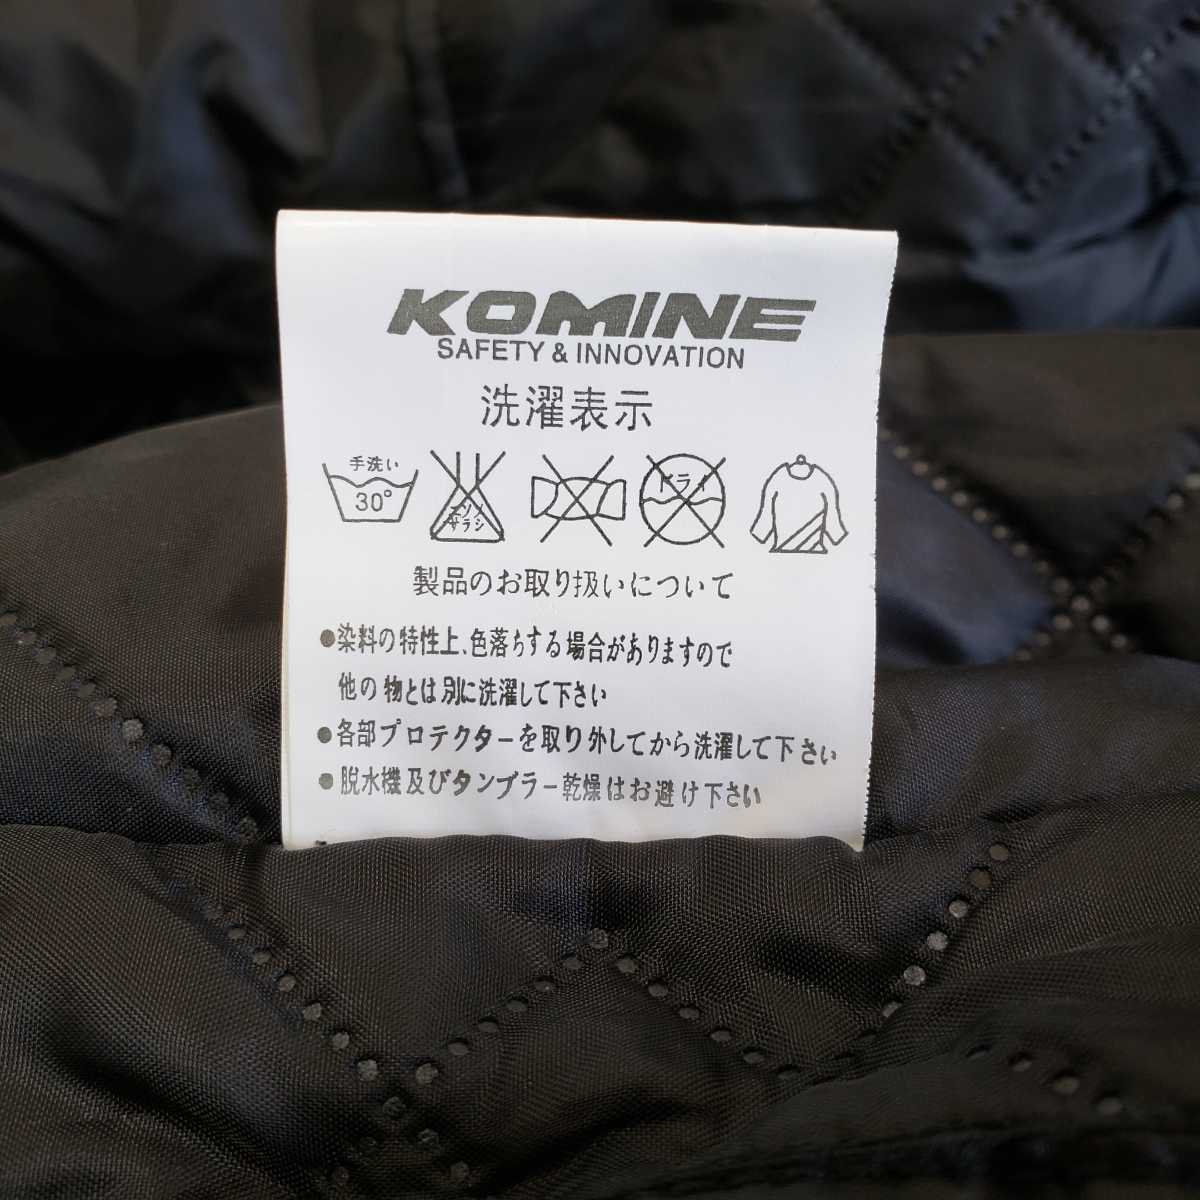 KOMINE
SAFETY & INNOVATION
洗濯表示
手洗い
30°
エンソ
サラシ
ドライ
製品のお取り扱いについて
●染料の特性上、色落ちする場合がありますので
他の物とは別に洗濯して下さい
●各部プロテクターを取り外してから洗濯して下さい
●脱水機及びタンブラー乾燥はお避け下さい